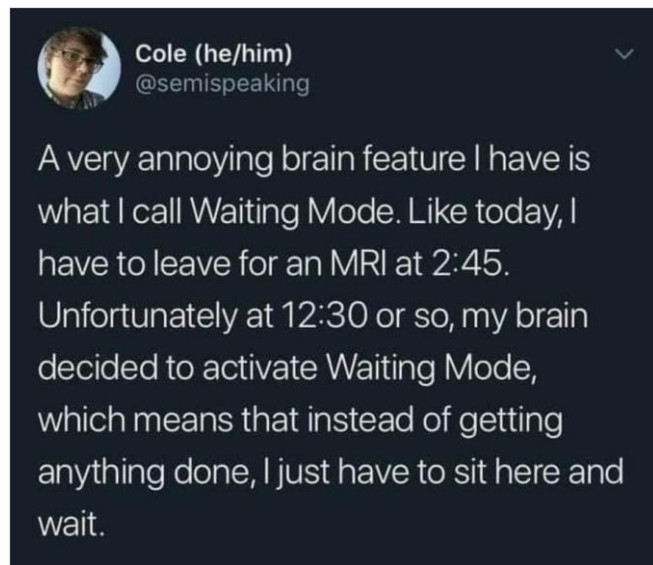 Cole (he/him)
@semispeaking
A very annoying brain feature I have is
what I call Waiting Mode. Like today, I
have to leave for an MRI at 2:45.
Unfortunately at 12:30 or so, my brain
decided to activate Waiting Mode,
which means that instead of getting
anything done, I just have to sit here and
wait.